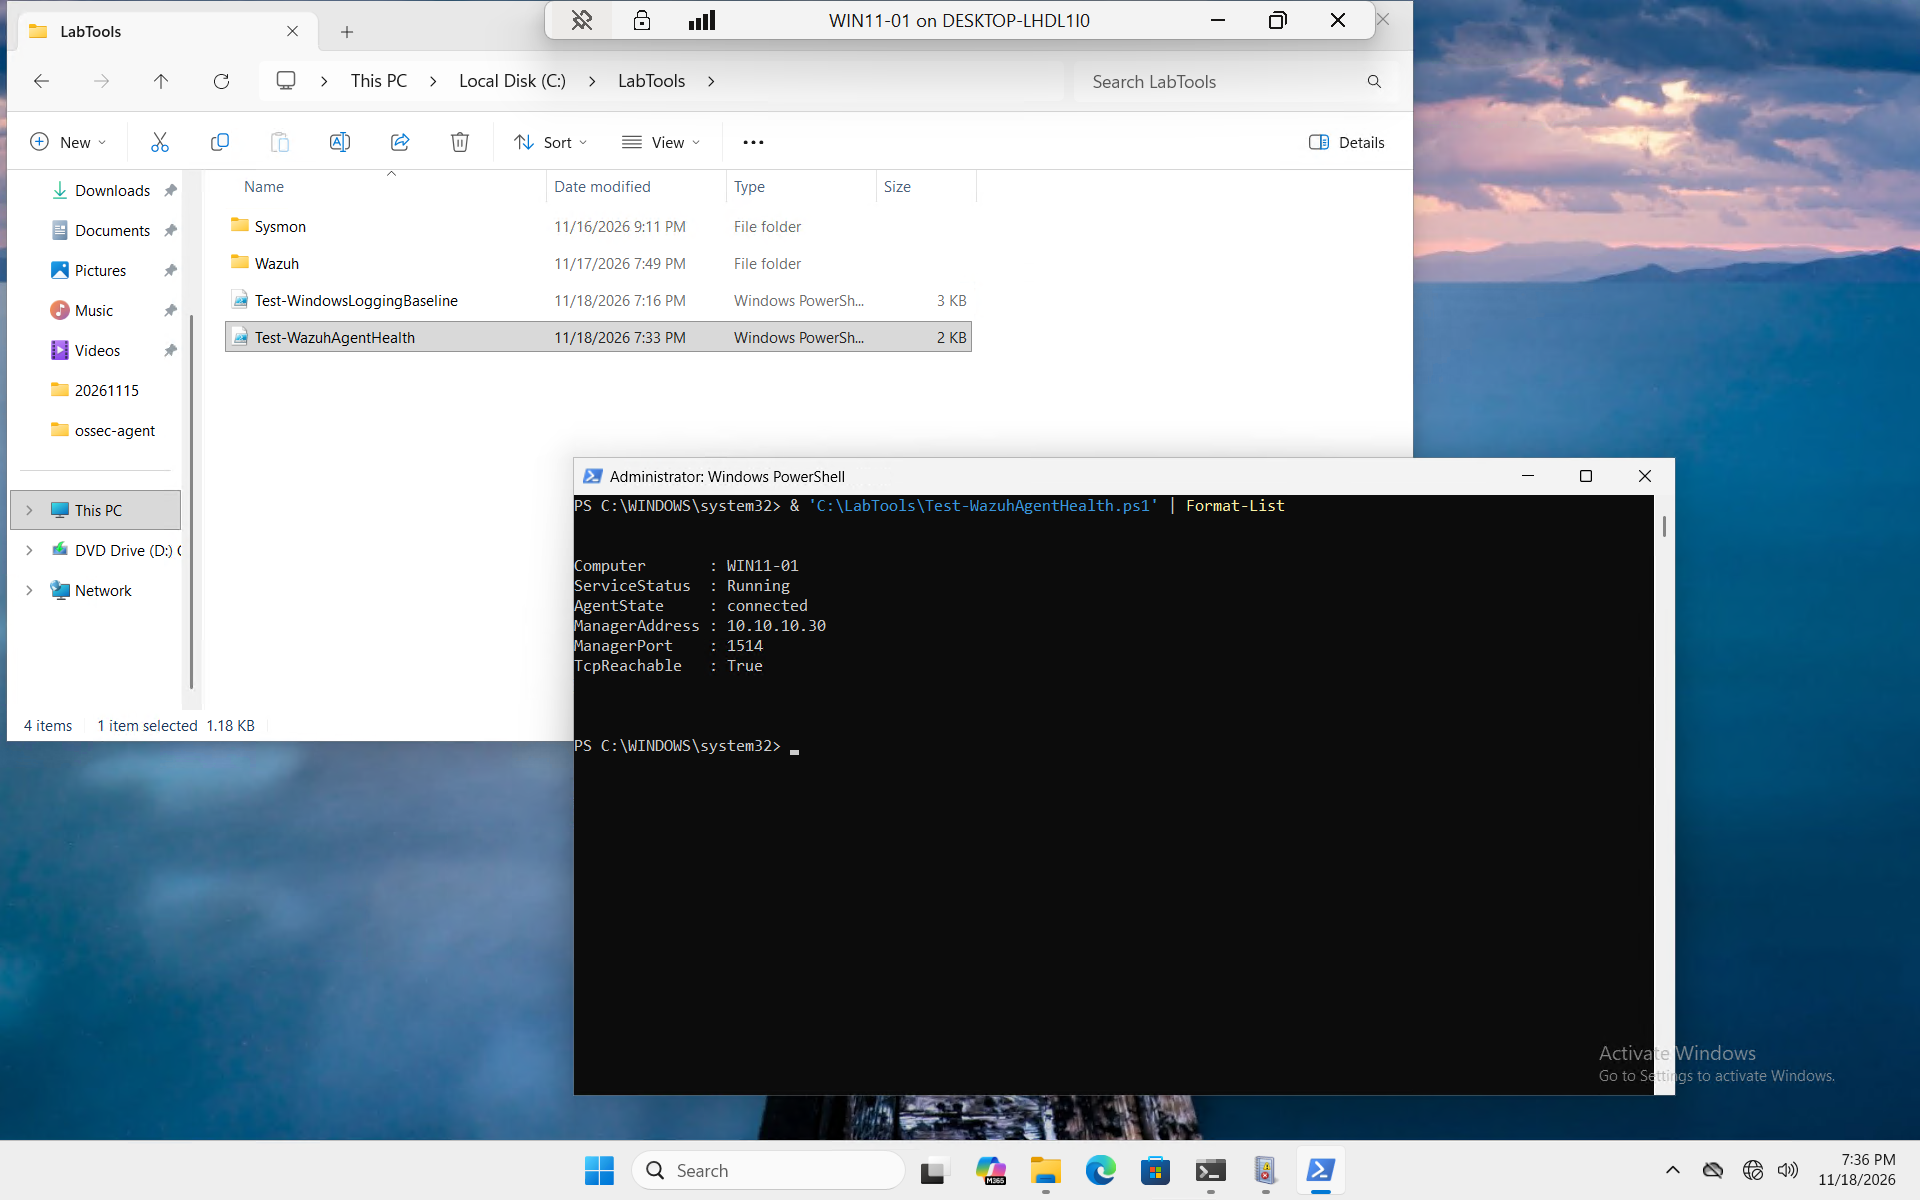 LabTools
WIN11-01 on DESKTOP-LHDL1I0
This PC
Local Disk (C:)
LabTools
Search LabTools
New
Sort
View
Details
Name
Date modified
Type
Size
Downloads
Documents
Pictures
Music
Videos
20261115
ossec-agent
This PC
DVD Drive (D:) C
Network
Sysmon 11/16/2026 9:11 PM File folder
Wazuh 11/17/2026 7:49 PM File folder
Test-WindowsLoggingBaseline 11/18/2026 7:16 PM Windows PowerSh... 3 KB
Test-WazuhAgentHealth 11/18/2026 7:33 PM Windows PowerSh... 2 KB
4 items 1 item selected 1.18 KB
Administrator: Windows PowerShell
PS C:\WINDOWS\system32> & 'C:\LabTools\Test-WazuhAgentHealth.ps1' | Format-List
Computer : WIN11-01
ServiceStatus : Running
AgentState : connected
ManagerAddress : 10.10.10.30
ManagerPort : 1514
TcpReachable : True
PS C:\WINDOWS\system32>
Activate Windows
Go to Settings to activate Windows.
Search
M365
7:36 PM
11/18/2026